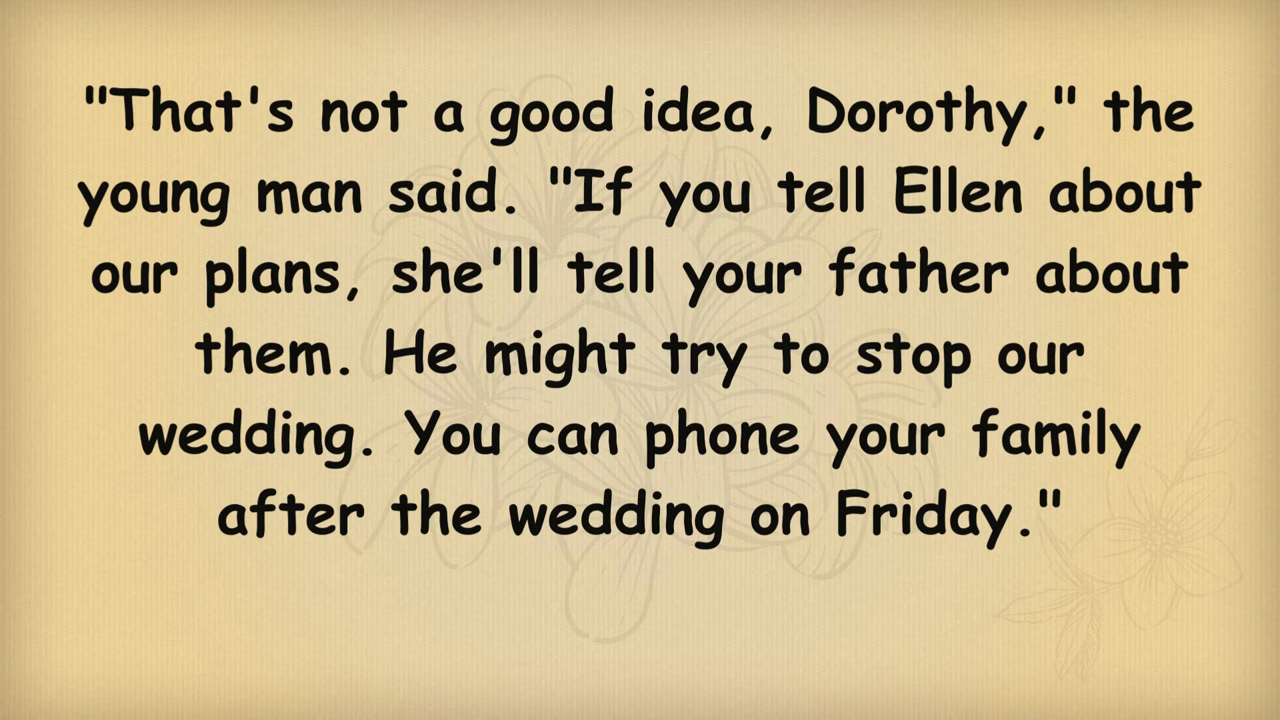 "That's not a good idea, Dorothy," the
young man said. "If you tell Ellen about
our plans, she'll tell your father about
them. He might try to stop our
wedding. You can phone your family
after the wedding on Friday."